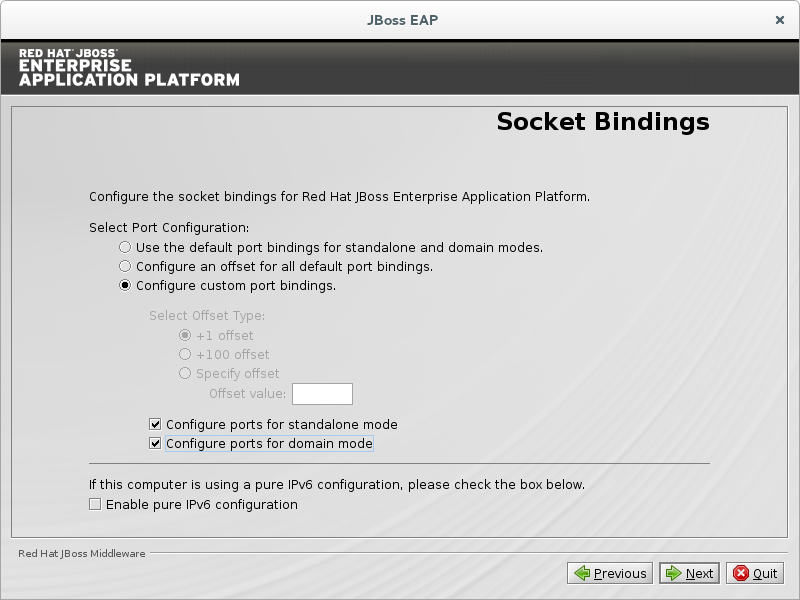 JBoss EAP
RED HAT® JBOSS®
ENTERPRISE
APPLICATION PLATFORM
Socket Bindings
Configure the socket bindings for Red Hat JBoss Enterprise Application Platform.
Select Port Configuration:
Use the default port bindings for standalone and domain modes.
Configure an offset for all default port bindings.
Configure custom port bindings.
Select Offset Type:
+1 offset
+100 offset
Specify offset
Offset value:
Configure ports for standalone mode
Configure ports for domain mode
If this computer is using a pure IPv6 configuration, please check the box below.
Enable pure IPv6 configuration
Red Hat JBoss Middleware
Previous
Next
Quit